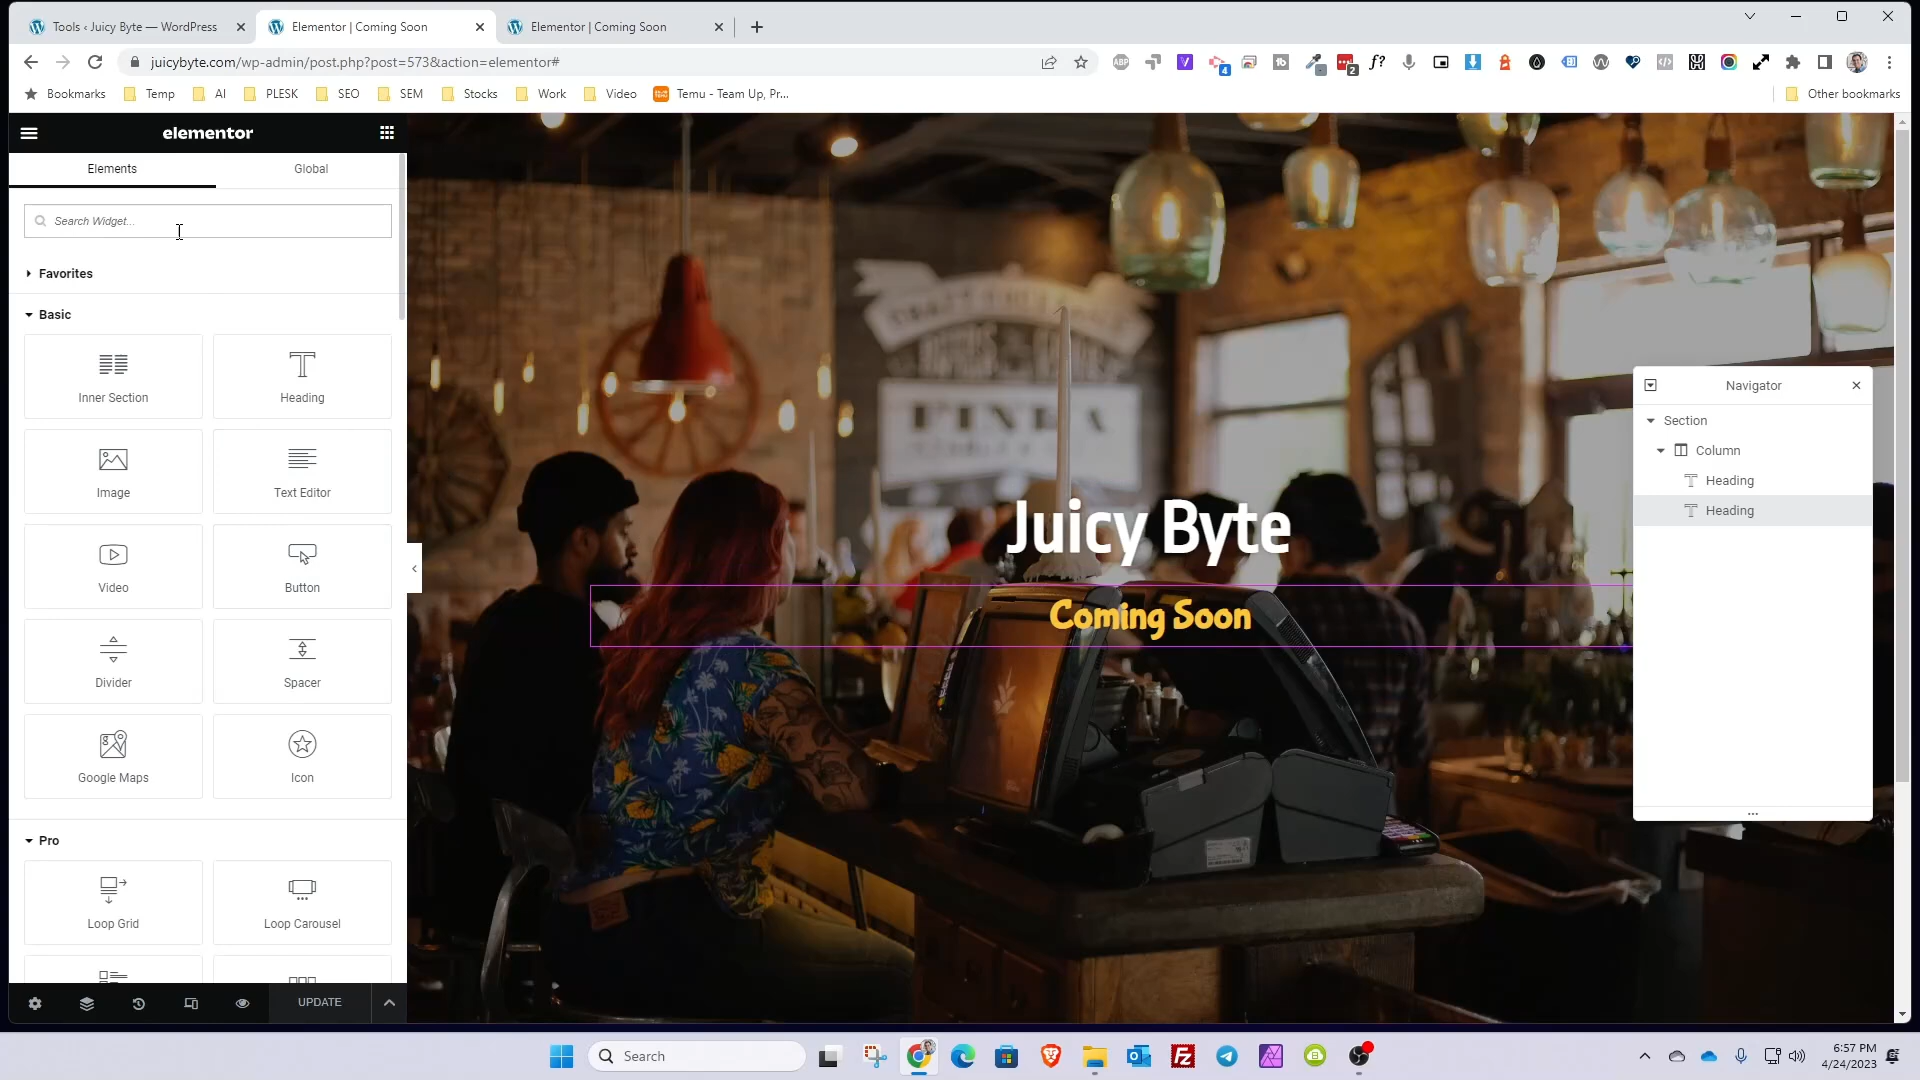 Tools ‹ Juicy Byte — WordPress
Elementor | Coming Soon
Elementor | Coming Soon
juicybyte.com/wp-admin/post.php?post=573&action=elementor#
ABP
4
2
f?
Bookmarks
Temp
AI
PLESK
SEO
SEM
Stocks
Work
Video
Temu - Team Up, Pr...
Other bookmarks
elementor
Elements
Global
Search Widget...
Favorites
Basic
Inner Section
Heading
Image
Text Editor
Video
Button
Divider
Spacer
Google Maps
Icon
Pro
Loop Grid
Loop Carousel
UPDATE
Juicy Byte
Coming Soon
Navigator
Section
Column
Heading
Heading
Search
6:57 PM
4/24/2023